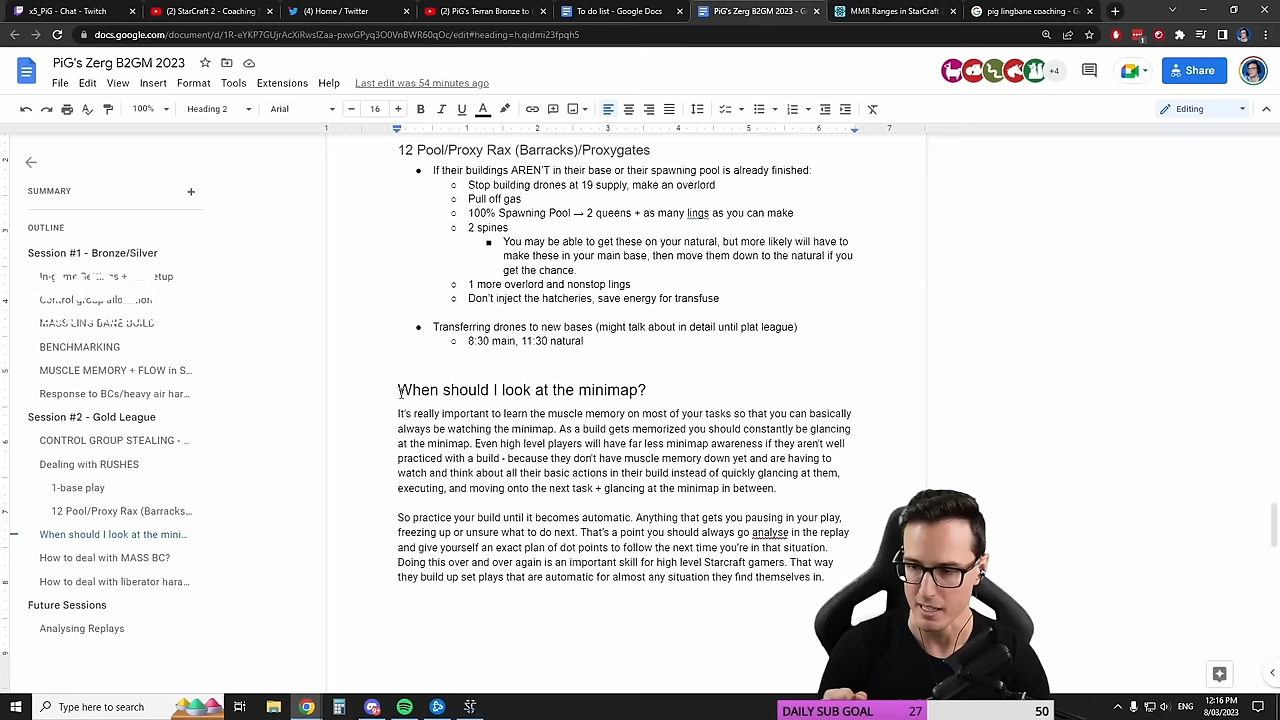 x5_PiG - Chat - Twitch
(2) StarCraft 2 - Coaching
(4) Home / Twitter
(2) PiG's Terran Bronze to
To do list - Google Docs
PiG's Zerg B2GM 2023 - G
MMR Ranges in StarCraft
pig lingbane coaching - G
docs.google.com/document/d/1R-eYKP7GUjrAcXiRwsIZaa-pxwGPyq3O0VnBWR60qOc/edit#heading=h.qidmi23fpqh5
PiG's Zerg B2GM 2023
File Edit View Insert Format Tools Extensions Help Last edit was 54 minutes ago
+4
Share
100% Heading 2 Arial 16 Editing
SUMMARY
OUTLINE
Session #1 - Bronze/Silver
MASS LING BANE BUILD
BENCHMARKING
MUSCLE MEMORY + FLOW in S...
Response to BCs/heavy air har...
Session #2 - Gold League
CONTROL GROUP STEALING - ...
Dealing with RUSHES
1-base play
12 Pool/Proxy Rax (Barracks...
When should I look at the mini...
How to deal with MASS BC?
How to deal with liberator hara...
Future Sessions
Analysing Replays
12 Pool/Proxy Rax (Barracks)/Proxygates
If their buildings AREN'T in their base or their spawning pool is already finished:
Stop building drones at 19 supply, make an overlord
Pull off gas
100% Spawning Pool → 2 queens + as many lings as you can make
2 spines
You may be able to get these on your natural, but more likely will have to
make these in your main base, then move them down to the natural if you
get the chance.
1 more overlord and nonstop lings
Don't inject the hatcheries, save energy for transfuse
Transferring drones to new bases (might talk about in detail until plat league)
8:30 main, 11:30 natural
When should I look at the minimap?
It's really important to learn the muscle memory on most of your tasks so that you can basically
always be watching the minimap. As a build gets memorized you should constantly be glancing
at the minimap. Even high level players will have far less minimap awareness if they aren't well
practiced with a build - because they don't have muscle memory down yet and are having to
watch and think about all their basic actions in their build instead of quickly glancing at them,
executing, and moving onto the next task + glancing at the minimap in between.
So practice your build until it becomes automatic. Anything that gets you pausing in your play,
freezing up or unsure what to do next. That's a point you should always go analyse in the replay
and give yourself an exact plan of dot points to follow the next time you're in that situation.
Doing this over and over again is an important skill for high level Starcraft gamers. That way
they build up set plays that are automatic for almost any situation they find themselves in.
Type here to search
ENG
12:16 PM
8/03/2023
DAILY SUB GOAL 27 50